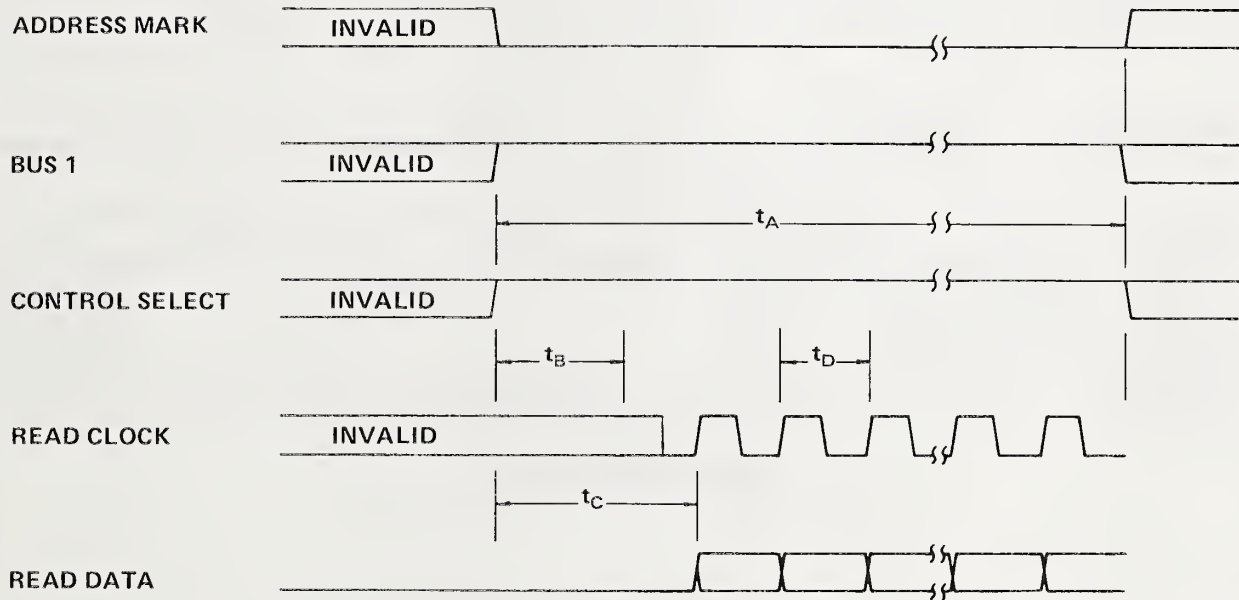 ADDRESS MARK INVALID
BUS 1 INVALID
tA
CONTROL SELECT INVALID
tB tD
READ CLOCK INVALID
tC
READ DATA